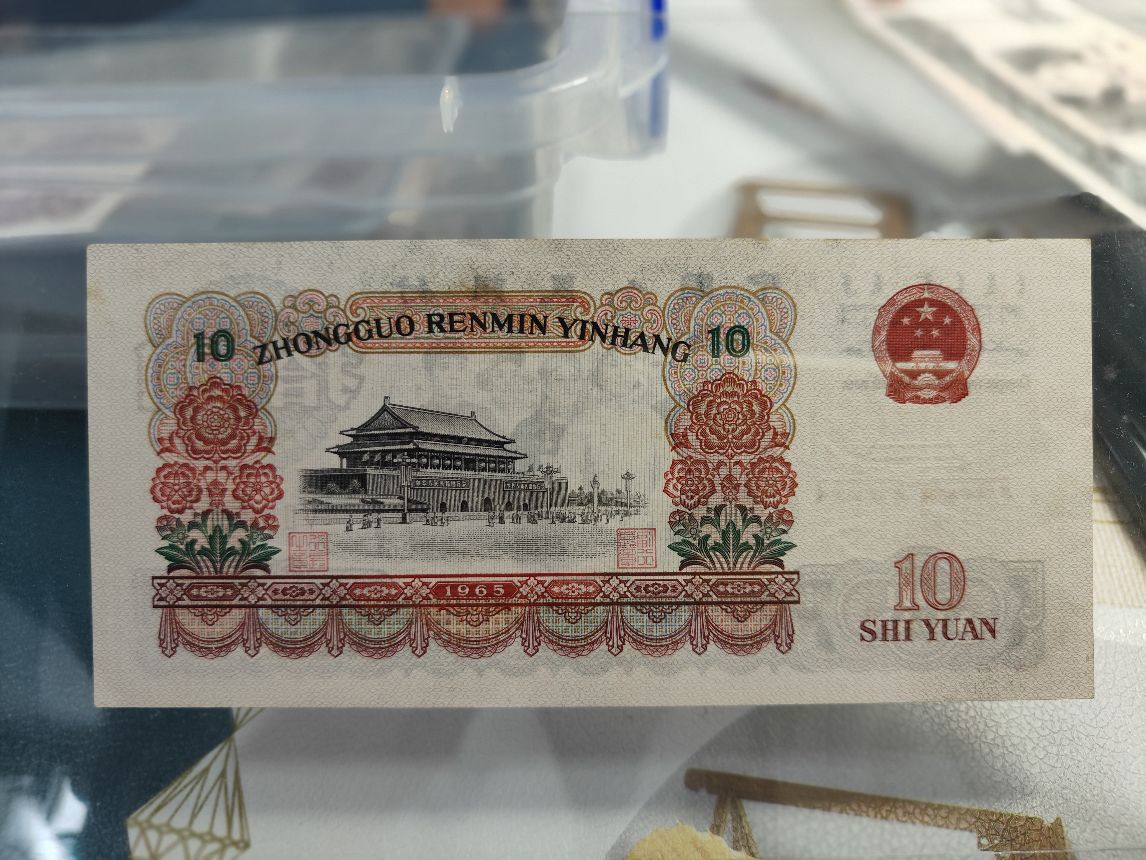 10 ZHONGGUO RENMIN YINHANG 10
1965
10
SHI YUAN